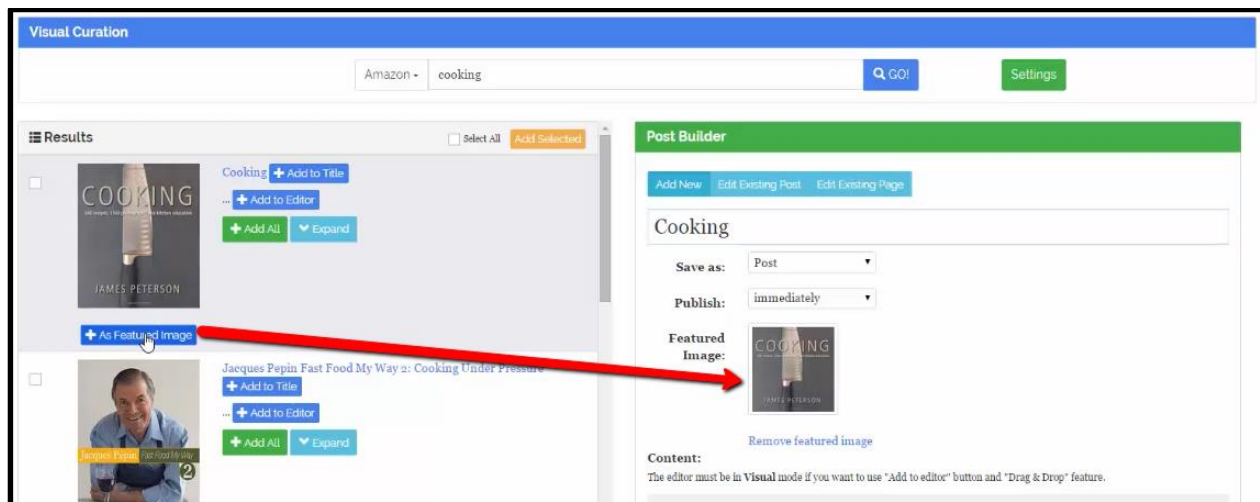 Visual Curation
Amazon
cooking
GO!
Settings
Results
Select All
Add Selected
COOKING
JAMES PETERSON
As Featured Image
Cooking
Add to Title
... Add to Editor
Add All
Expand
Jacques Pepin Fast Food My Way 2: Cooking Under Pressure
Add to Title
... Add to Editor
Add All
Expand
Jacques Pepin Fast Food My Way
2
Post Builder
Add New
Edit Existing Post
Edit Existing Page
Cooking
Save as:
Post
Publish:
immediately
Featured
Image:
COOKING
JAMES PETERSON
Remove featured image
Content:
The editor must be in Visual mode if you want to use "Add to editor" button and "Drag & Drop" feature.